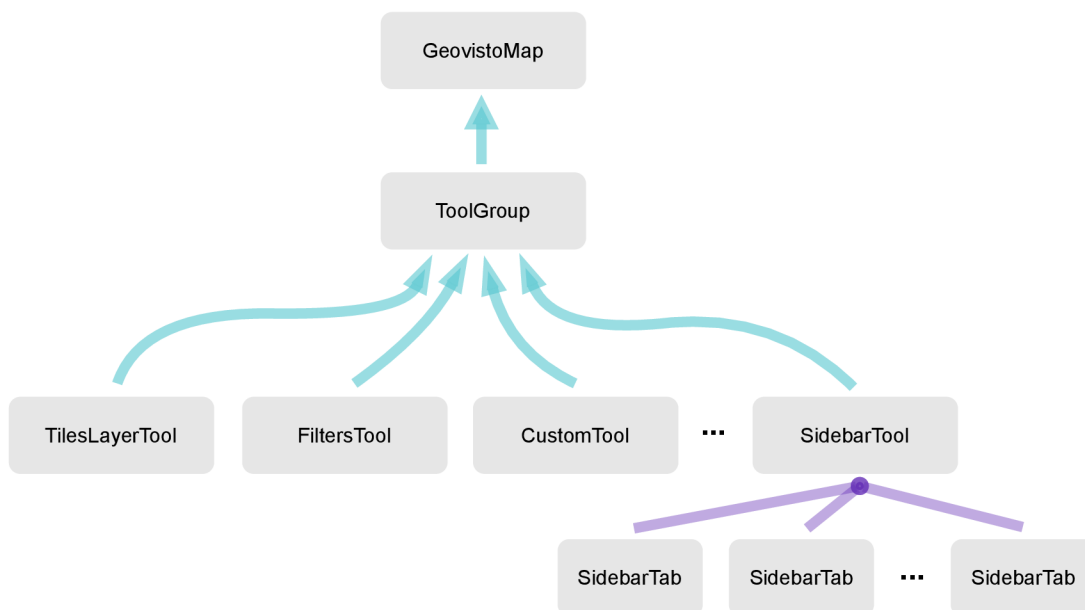 GeovistoMap
ToolGroup
TilesLayerTool FiltersTool CustomTool ... SidebarTool
SidebarTab SidebarTab ... SidebarTab